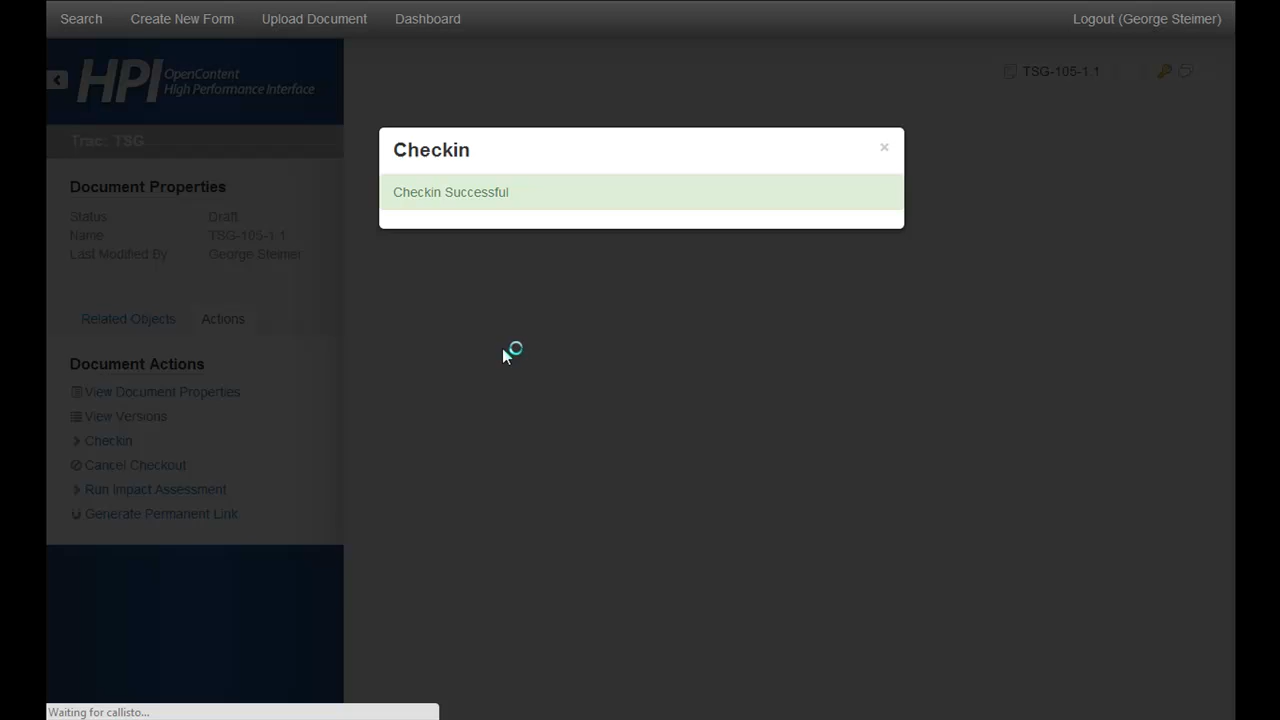 Search Create New Form Upload Document Dashboard Logout (George Steimer)
HPI OpenContent
High Performance Interface
TSG-105-1.1
Trac: TSG
Checkin ×
Checkin Successful
Document Properties
Status Draft
Name TSG-105-1.1
Last Modified By George Steimer
Related Objects Actions
Document Actions
View Document Properties
View Versions
Checkin
Cancel Checkout
Run Impact Assessment
Generate Permanent Link
Waiting for callisto...